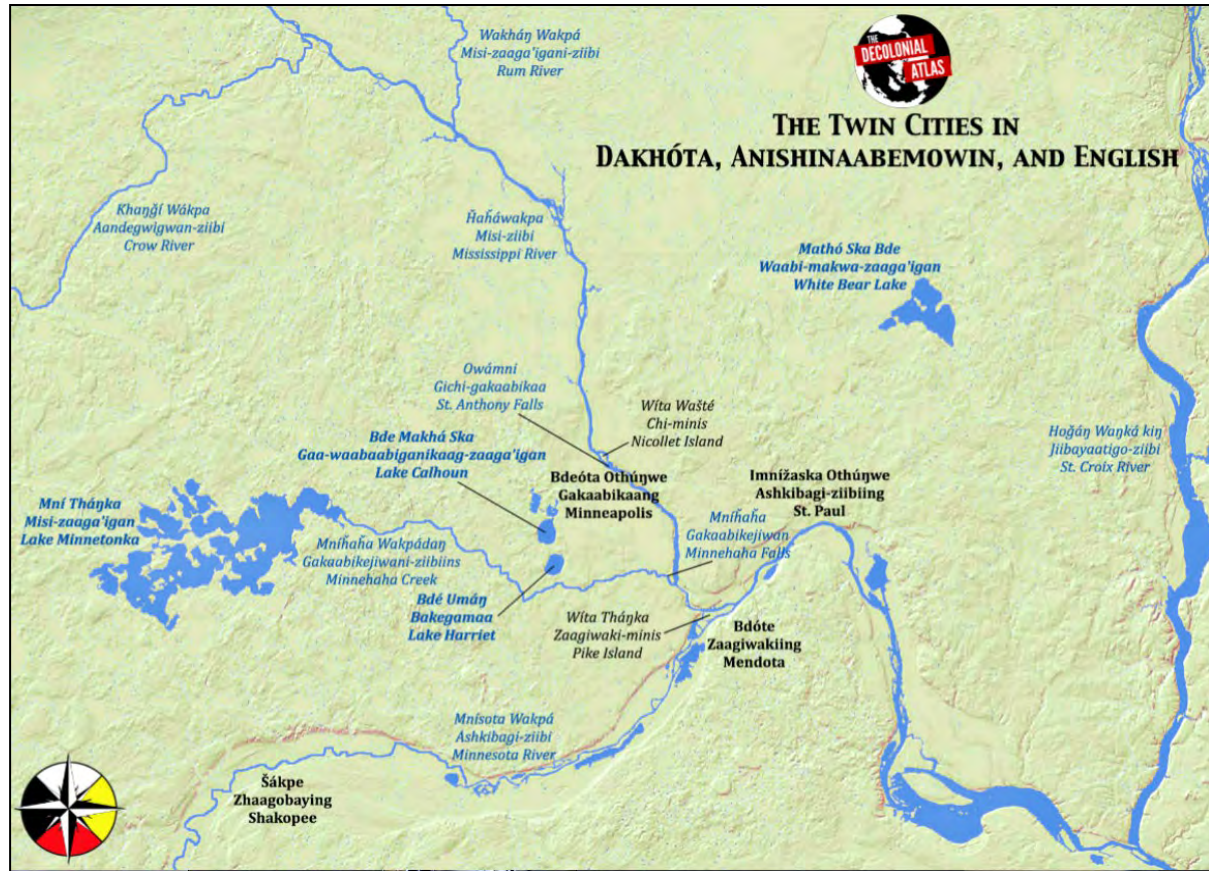 THE
DECOLONIAL
ATLAS
THE TWIN CITIES IN
DAKHÓTA, ANISHINAABEMOWIN, AND ENGLISH
Wakháŋ Wakpá
Misi-zaaga'igani-ziibi
Rum River
Khaŋǧí Wákpa
Aandegwigwan-ziibi
Crow River
Ȟaȟáwakpa
Misi-ziibi
Mississippi River
Mathó Ska Bde
Waabi-makwa-zaaga'igan
White Bear Lake
Owámni
Gichi-gakaabikaa
St. Anthony Falls
Wíta Wašté
Chi-minis
Nicollet Island
Hoǧáŋ Waŋká kiŋ
Jiibayaatigo-ziibi
St. Croix River
Bde Makhá Ska
Gaa-waabaabiganikaag-zaaga'igan
Lake Calhoun
Bdeóta Othúŋwe
Gakaabikaang
Minneapolis
Imnížaska Othúŋwe
Ashkibagi-ziibiing
St. Paul
Mní Tháŋka
Misi-zaaga'igan
Lake Minnetonka
Mníȟaȟa
Gakaabikejiwan
Minnehaha Falls
Mníȟaȟa Wakpádaŋ
Gakaabikejiwani-ziibiins
Minnehaha Creek
Bdé Umáŋ
Bakegamaa
Lake Harriet
Wíta Tháŋka
Zaagiwaki-minis
Pike Island
Bdóte
Zaagiwakiing
Mendota
Mnísota Wakpá
Ashkibagi-ziibi
Minnesota River
Šákpe
Zhaagobaying
Shakopee